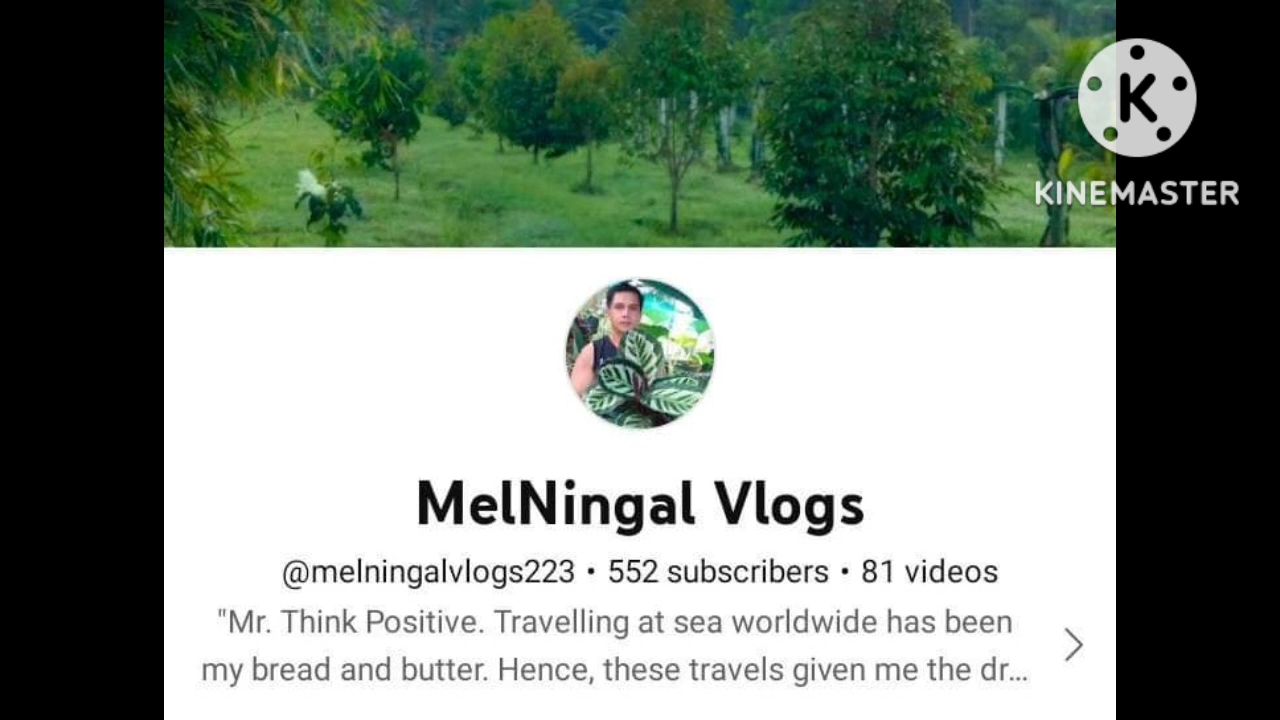 K
KINEMASTER
MelNingal Vlogs
@melningalvlogs223 • 552 subscribers • 81 videos
"Mr. Think Positive. Travelling at sea worldwide has been
my bread and butter. Hence, these travels given me the dr...